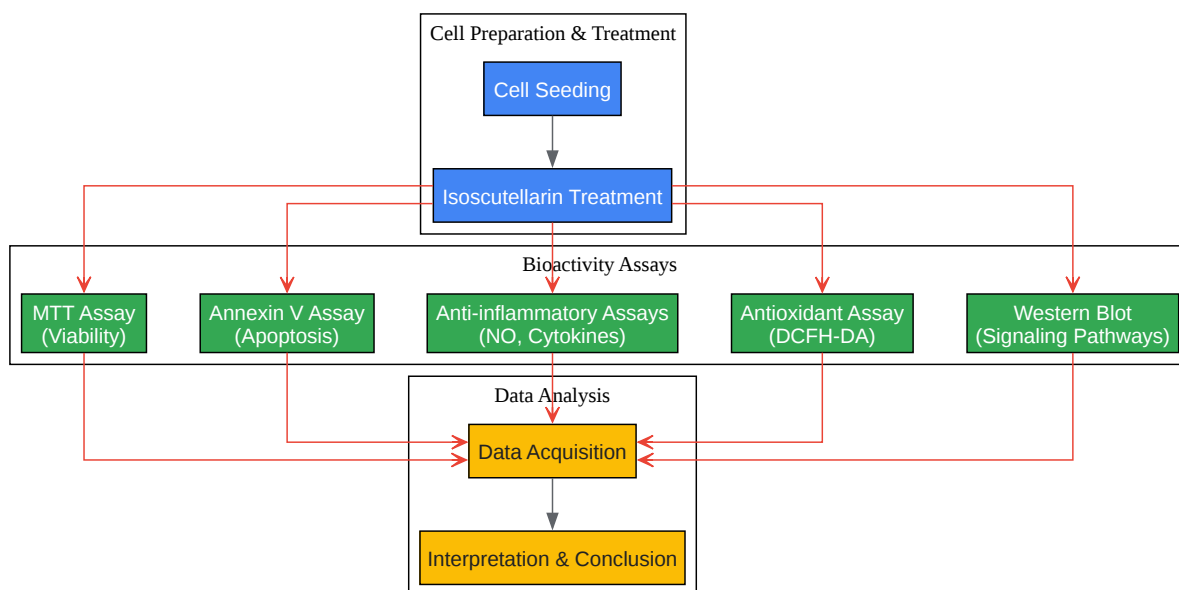 Cell Preparation & Treatment
Cell Seeding
Isoscutellarin Treatment
Bioactivity Assays
MTT Assay
(Viability)
Annexin V Assay
(Apoptosis)
Anti-inflammatory Assays
(NO, Cytokines)
Antioxidant Assay
(DCFH-DA)
Western Blot
(Signaling Pathways)
Data Analysis
Data Acquisition
Interpretation & Conclusion